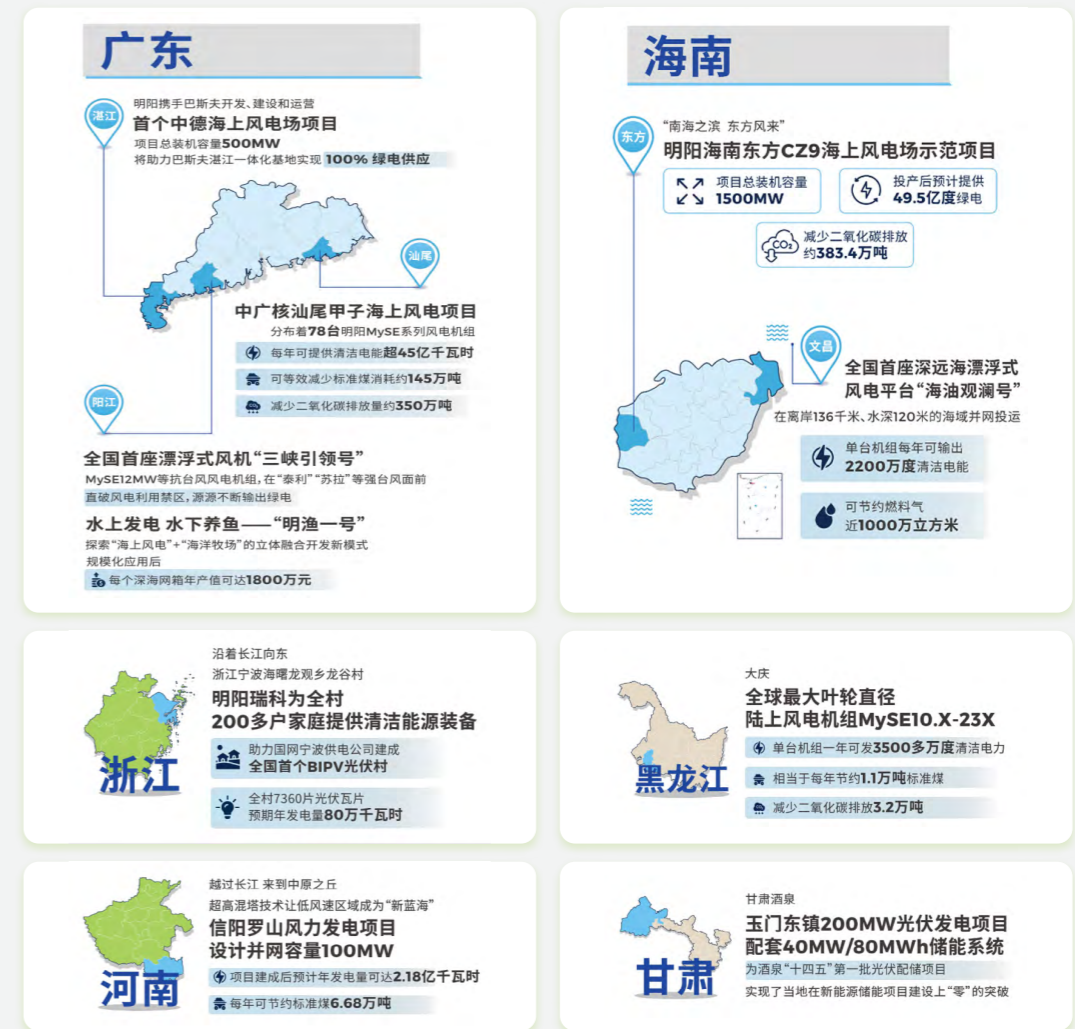 广东
湛江
明阳携手巴斯夫开发、建设和运营
首个中德海上风电场项目
项目总装机容量500MW
将助力巴斯夫湛江一体化基地实现 100% 绿电供应
汕尾
中广核汕尾甲子海上风电项目
分布着78台明阳MySE系列风电机组
每年可提供清洁电能超45亿千瓦时
可等效减少标准煤消耗约145万吨
减少二氧化碳排放量约350万吨
阳江
全国首座漂浮式风机“三峡引领号”
MySE12MW等抗台风风电机组,在“泰利”“苏拉”等强台风面前
直破风电利用禁区,源源不断输出绿电
水上发电 水下养鱼——“明渔一号”
探索“海上风电”+“海洋牧场”的立体融合开发新模式
规模化应用后
每个深海网箱年产值可达1800万元
海南
东方
“南海之滨 东方风来”
明阳海南东方CZ9海上风电场示范项目
项目总装机容量
1500MW
投产后预计提供
49.5亿度绿电
CO₂
减少二氧化碳排放
约383.4万吨
文昌
全国首座深远海漂浮式
风电平台“海油观澜号”
在离岸136千米、水深120米的海域并网投运
单台机组每年可输出
2200万度清洁电能
可节约燃料气
近1000万立方米
浙江
沿着长江向东
浙江宁波海曙龙观乡龙谷村
明阳瑞科为全村
200多户家庭提供清洁能源装备
助力国网宁波供电公司建成
全国首个BIPV光伏村
全村7360片光伏瓦片
预期年发电量80万千瓦时
黑龙江
大庆
全球最大叶轮直径
陆上风电机组MySE10.X-23X
单台机组一年可发3500多万度清洁电力
相当于每年节约1.1万吨标准煤
减少二氧化碳排放3.2万吨
河南
越过长江 来到中原之丘
超高混塔技术让低风速区域成为“新蓝海”
信阳罗山风力发电项目
设计并网容量100MW
项目建成后预计年发电量可达2.18亿千瓦时
每年可节约标准煤6.68万吨
甘肃
甘肃酒泉
玉门东镇200MW光伏发电项目
配套40MW/80MWh储能系统
为酒泉“十四五”第一批光伏配储项目
实现了当地在新能源储能项目建设上“零”的突破